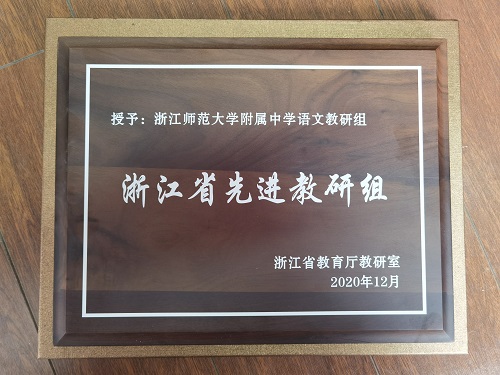 授予：浙江师范大学附属中学语文教研组
浙江省先进教研组
浙江省教育厅教研室
2020年12月